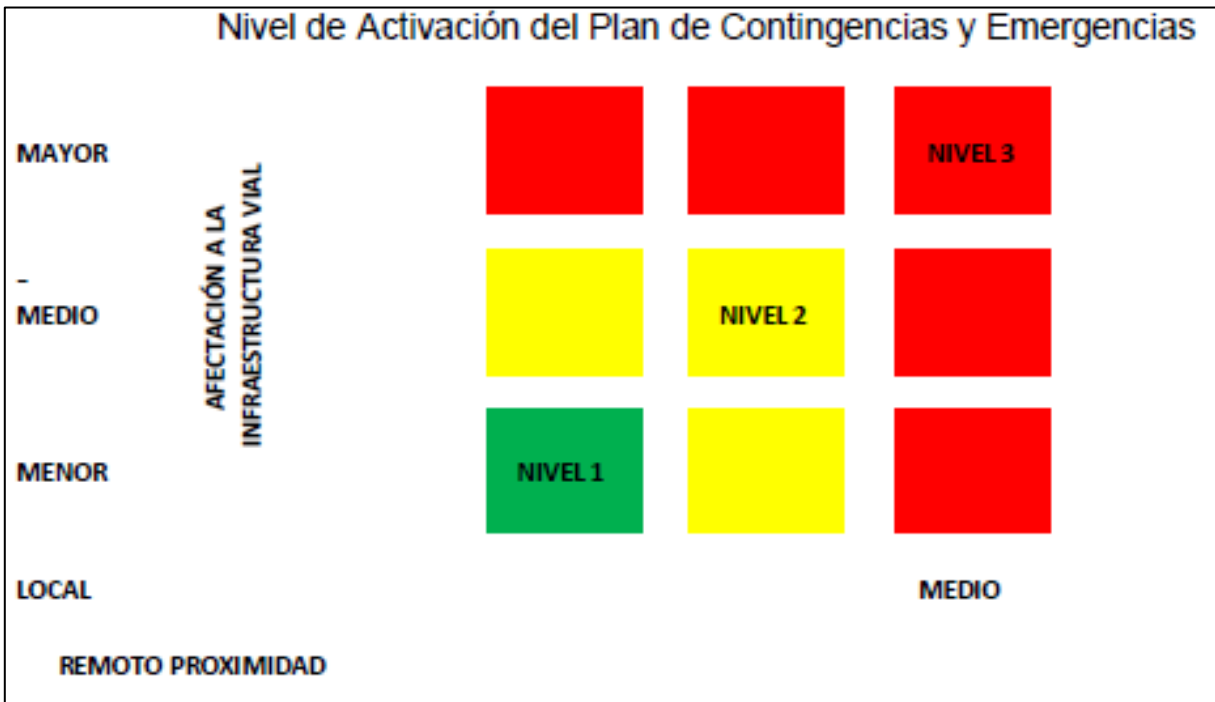 Nivel de Activación del Plan de Contingencias y Emergencias
MAYOR
NIVEL 3
AFECTACIÓN A LA
INFRAESTRUCTURA VIAL
-
MEDIO
NIVEL 2
MENOR
NIVEL 1
LOCAL
MEDIO
REMOTO PROXIMIDAD